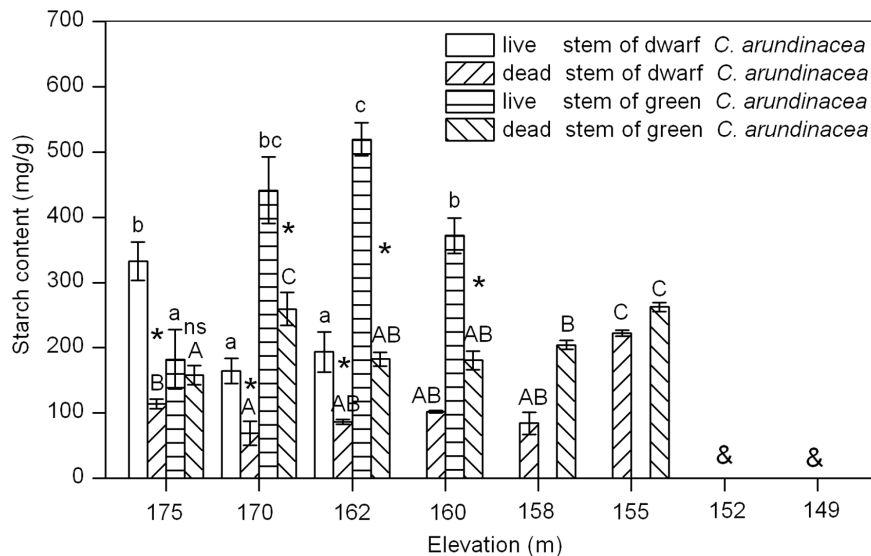 700
600
500
400
300
200
100
0
Starch content (mg/g)
live stem of dwarf C. arundinacea
dead stem of dwarf C. arundinacea
live stem of green C. arundinacea
dead stem of green C. arundinacea
b
*
B
a
ns
A
a
*
A
bc
*
C
a
*
AB
c
*
AB
AB
b
*
AB
AB
B
C
C
&
&
175 170 162 160 158 155 152 149
Elevation (m)